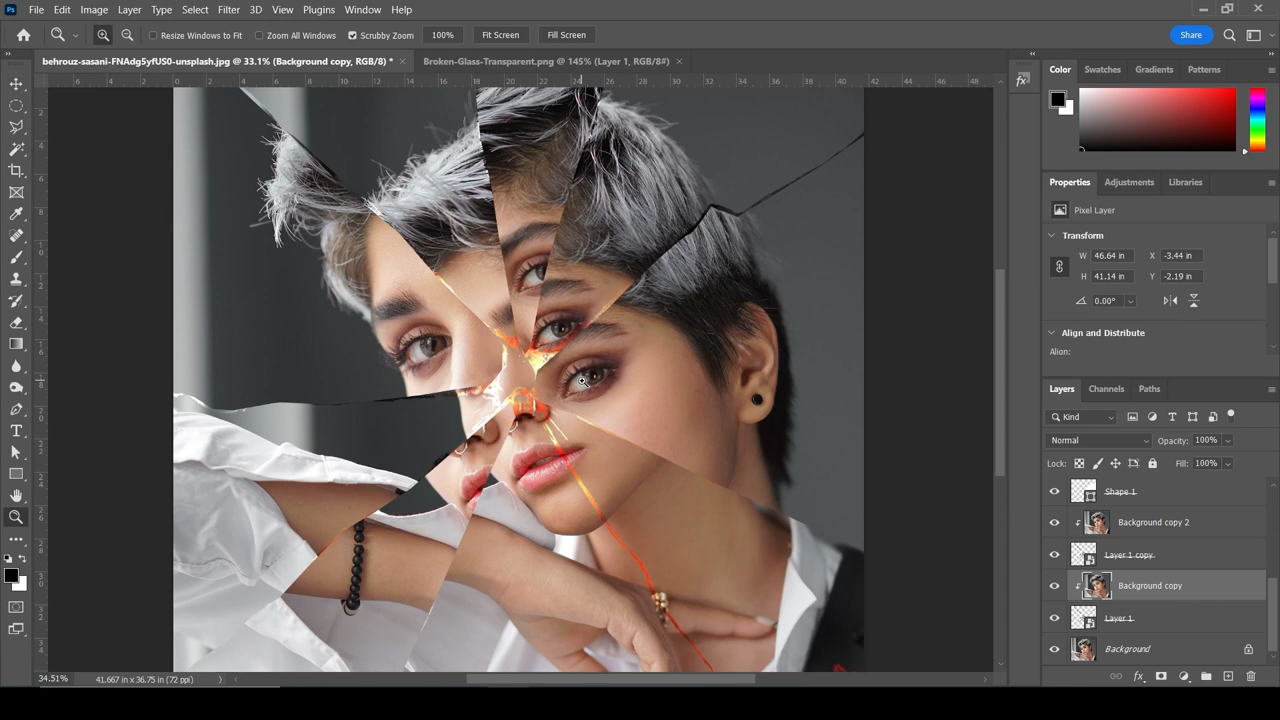 Ps File Edit Image Layer Type Select Filter 3D View Plugins Window Help
Resize Windows to Fit Zoom All Windows Scrubby Zoom 100% Fit Screen Fill Screen Share
behrouz-sasani-FNAdg5yfUS0-unsplash.jpg @ 33.1% (Background copy, RGB/8) * Broken-Glass-Transparent.png @ 145% (Layer 1, RGB/8#)
Color Swatches Gradients Patterns
Properties Adjustments Libraries
Pixel Layer
Transform
W 46.64 in X -3.44 in
H 41.14 in Y -2.19 in
0.00°
Align and Distribute
Align:
Layers Channels Paths
Kind
Normal Opacity: 100%
Lock: Fill: 100%
Shape 1
Background copy 2
Layer 1 copy
Background copy
Layer 1
Background
34.51% 41.667 in x 36.75 in (72 ppi)